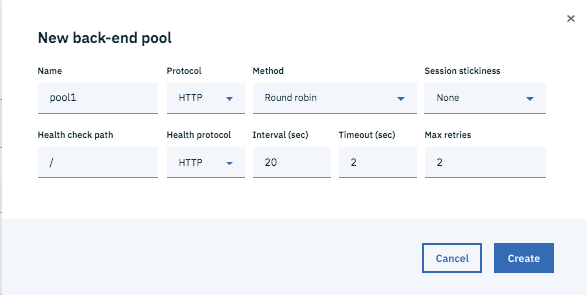 ×
New back-end pool
Name Protocol Method Session stickiness
pool1 HTTP Round robin None
Health check path Health protocol Interval (sec) Timeout (sec) Max retries
/ HTTP 20 2 2
Cancel Create